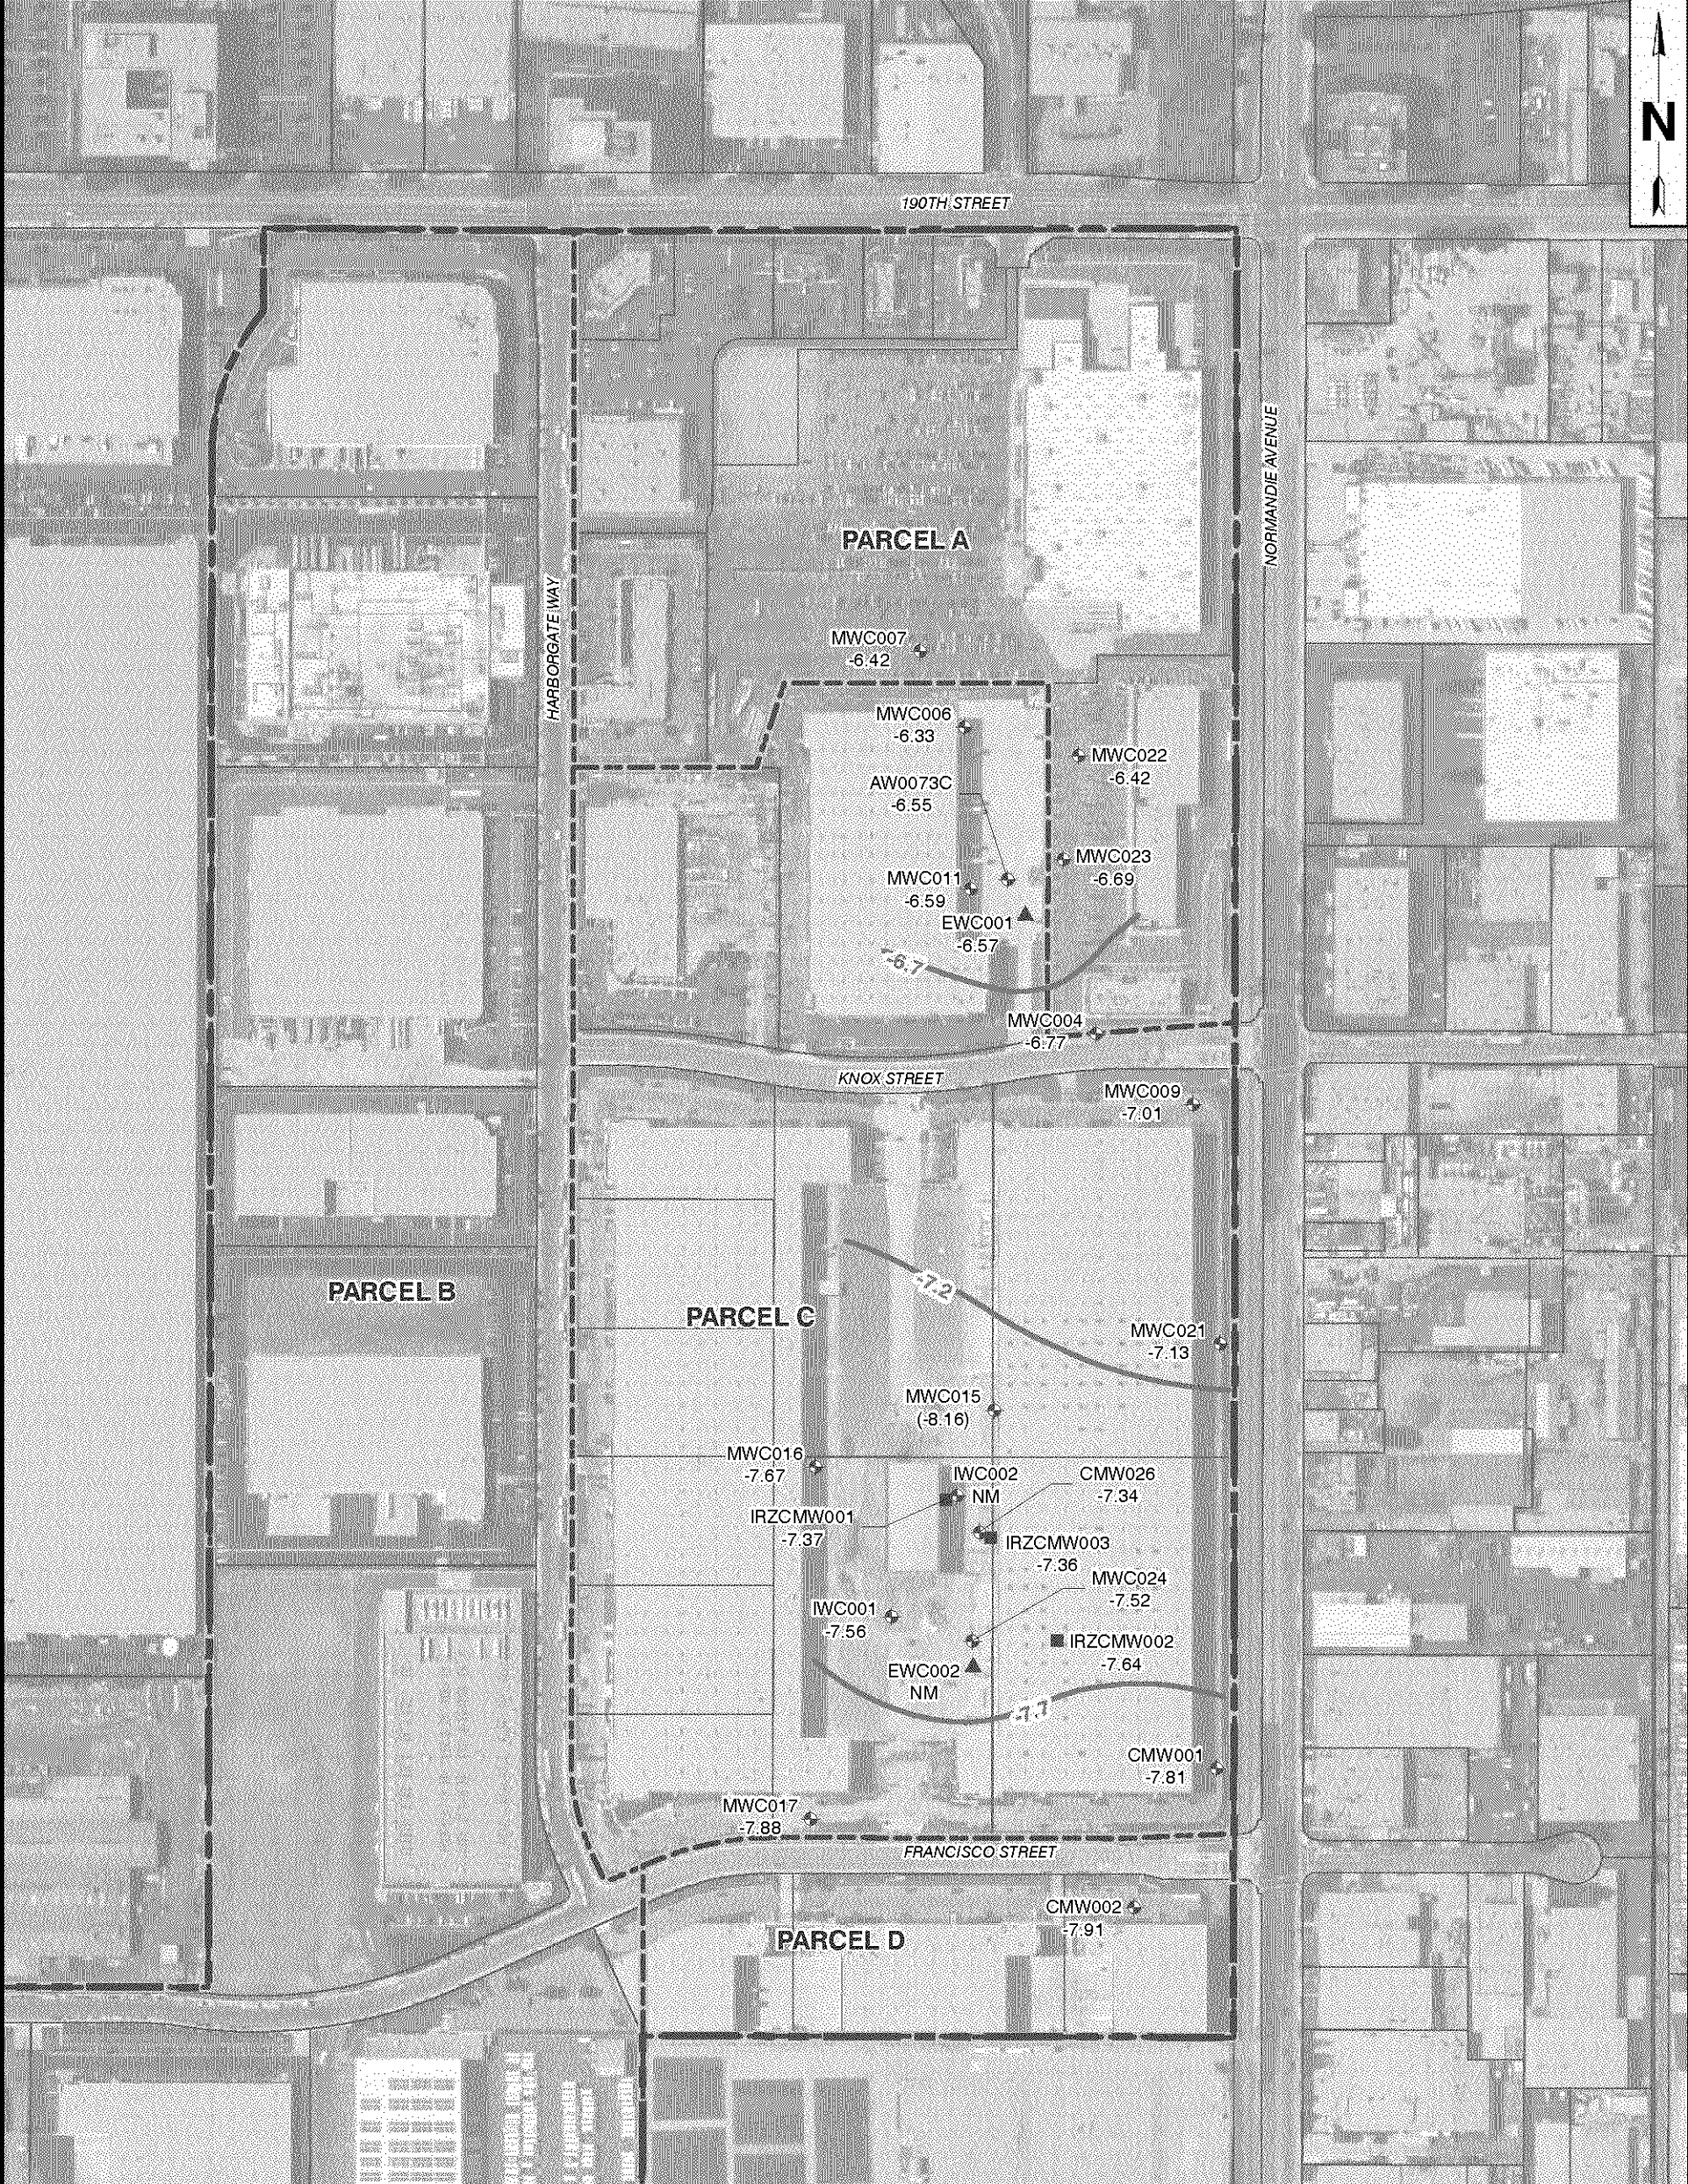 N
190TH STREET
NORMANDIE AVENUE
PARCEL A
HARBORGATE WAY
MWC007
-6.42
MWC006
-6.33
MWC022
-6.42
AW0073C
-6.55
MWC023
-6.69
MWC011
-6.59
EWC001
-6.57
-6.7
MWC004
-6.77
KNOX STREET
MWC009
-7.01
-7.2
PARCEL B
PARCEL C
MWC021
-7.13
MWC015
(-8.16)
MWC016
-7.67
IWC002
NM
CMW026
-7.34
IRZCMW001
-7.37
IRZCMW003
-7.36
MWC024
-7.52
IWC001
-7.56
IRZCMW002
-7.64
EWC002
NM
-7.7
CMW001
-7.81
MWC017
-7.88
FRANCISCO STREET
CMW002
-7.91
PARCEL D